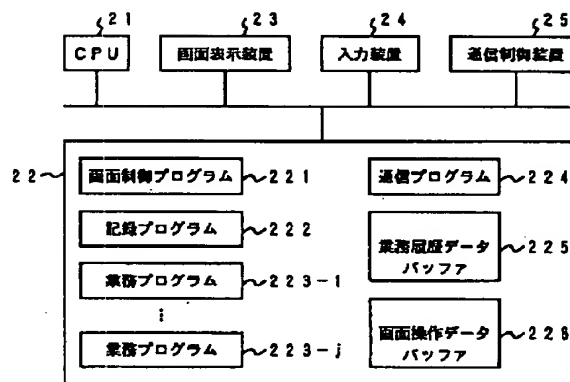 21 23 24 25
CPU 画面表示装置 入力装置 通信制御装置
22
画面制御プログラム 221 通信プログラム 224
記録プログラム 222
業務履歴データ
バッファ 225
業務プログラム 223-1
⋮
画面操作データ
バッファ 226
業務プログラム 223-j